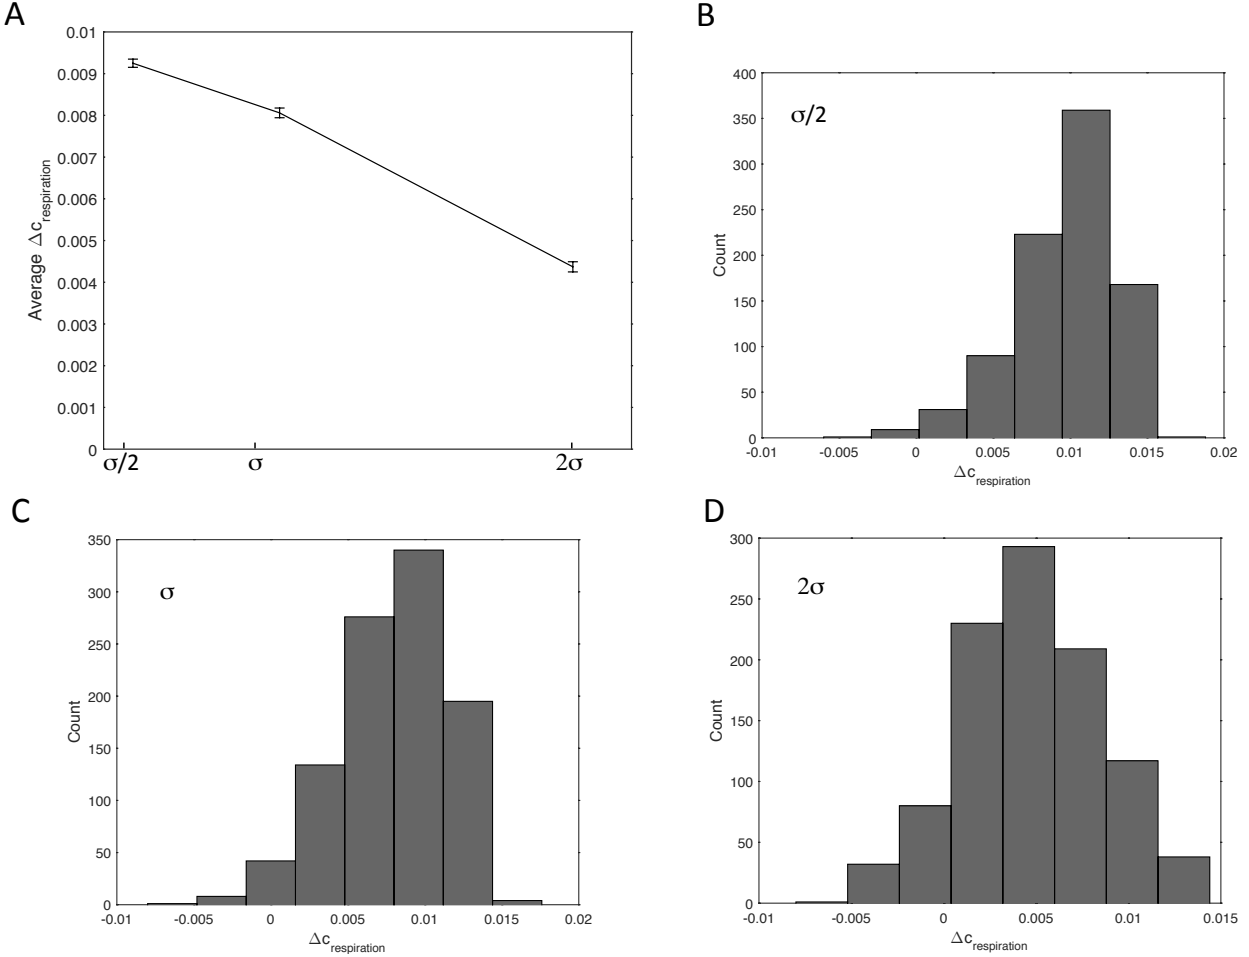 A
0.01
0.009
0.008
0.007
0.006
0.005
0.004
0.003
0.002
0.001
0
Average Δc_respiration
σ/2 σ 2σ
B
σ/2
400
350
300
250
200
150
100
50
0
Count
-0.01 -0.005 0 0.005 0.01 0.015 0.02
Δc_respiration
C
σ
350
300
250
200
150
100
50
0
Count
-0.01 -0.005 0 0.005 0.01 0.015 0.02
Δc_respiration
D
2σ
300
250
200
150
100
50
0
Count
-0.01 -0.005 0 0.005 0.01 0.015
Δc_respiration